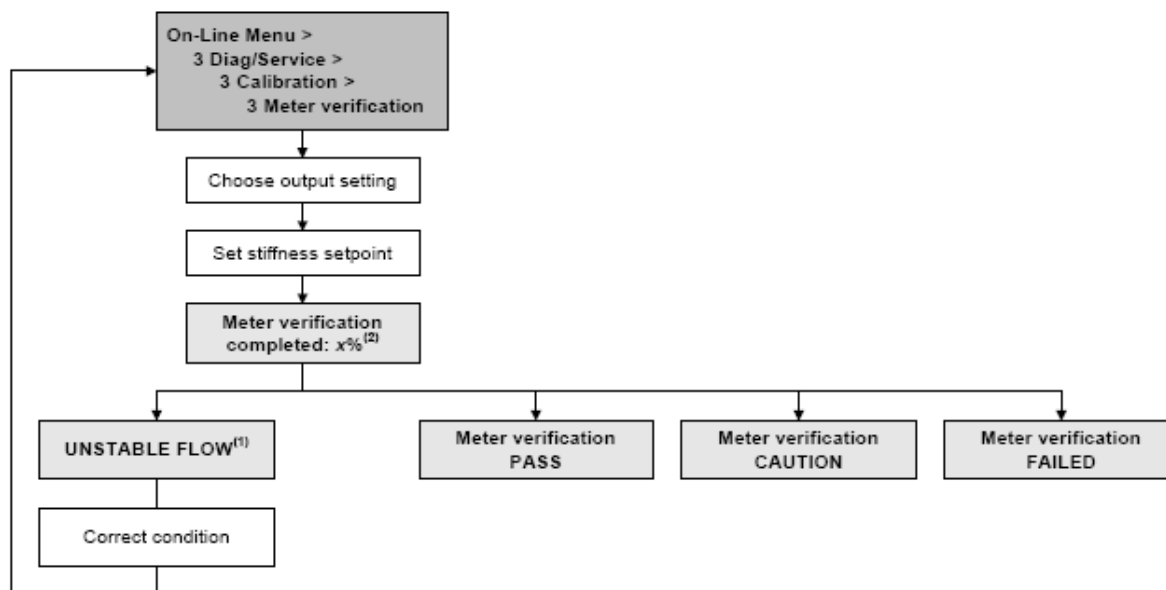 On-Line Menu >
3 Diag/Service >
3 Calibration >
3 Meter verification
Choose output setting
Set stiffness setpoint
Meter verification
completed: x%(2)
UNSTABLE FLOW(1)
Meter verification
PASS
Meter verification
CAUTION
Meter verification
FAILED
Correct condition